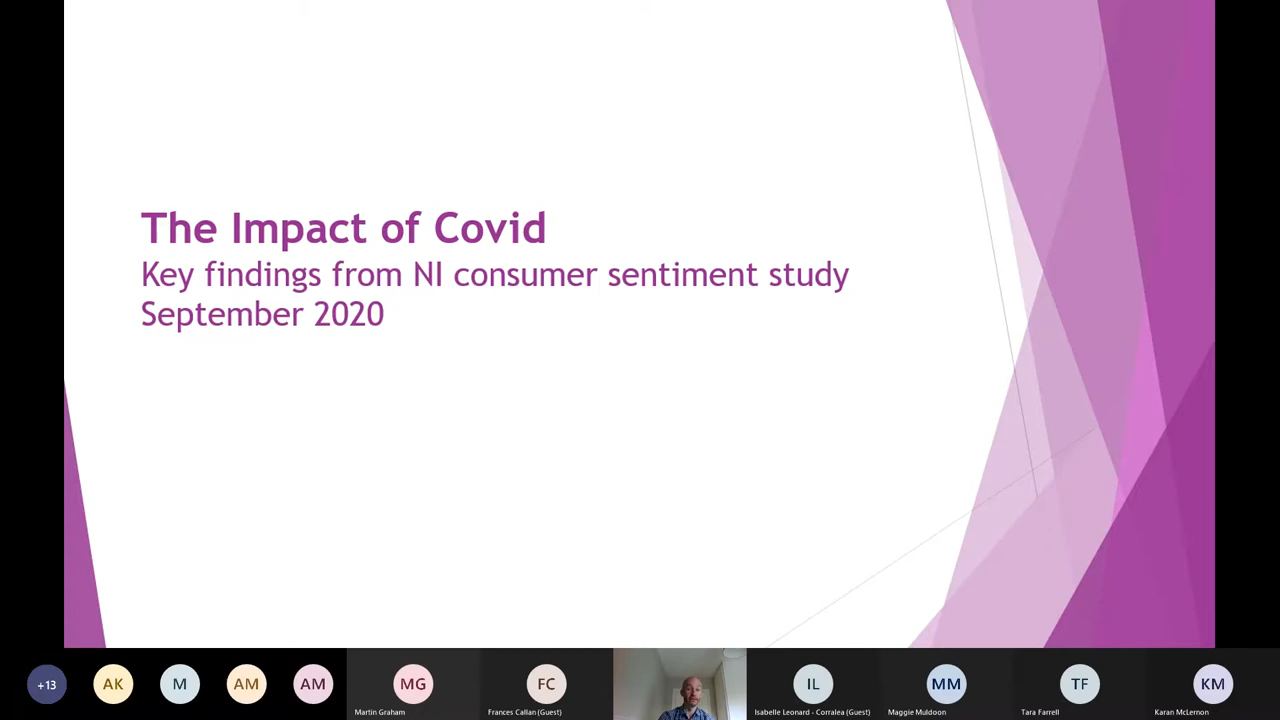 The Impact of Covid
Key findings from NI consumer sentiment study
September 2020
+13
AK
M
AM
AM
MG
Martin Graham
FC
Frances Callan (Guest)
IL
Isabelle Leonard - Corralea (Guest)
MM
Maggie Muldoon
TF
Tara Farrell
KM
Karan McLernon